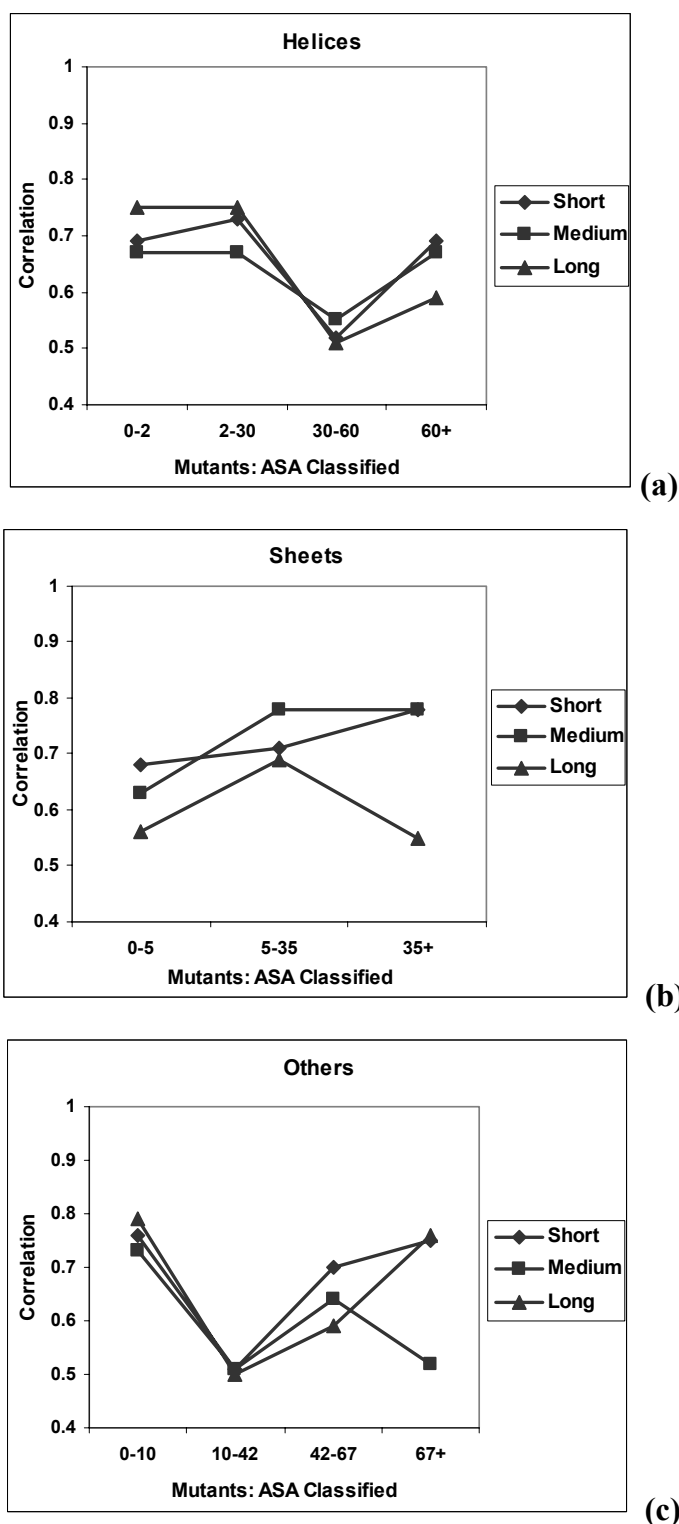 Helices
1
0.9
0.8
0.7
0.6
0.5
0.4
Correlation
0-2 2-30 30-60 60+
Mutants: ASA Classified
Short
Medium
Long
(a)
Sheets
1
0.9
0.8
0.7
0.6
0.5
0.4
Correlation
0-5 5-35 35+
Mutants: ASA Classified
Short
Medium
Long
(b)
Others
1
0.9
0.8
0.7
0.6
0.5
0.4
Correlation
0-10 10-42 42-67 67+
Mutants: ASA Classified
Short
Medium
Long
(c)